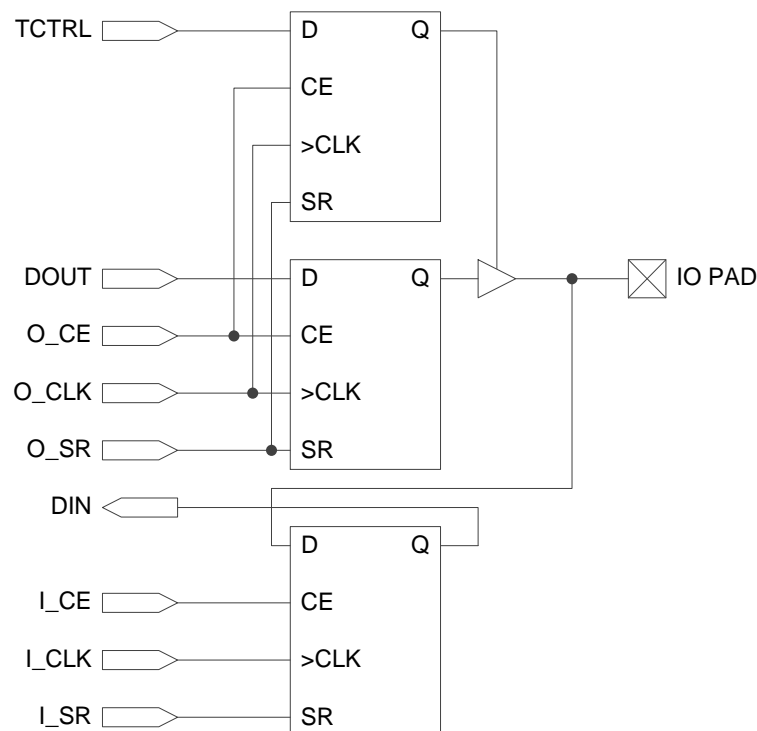 TCTRL D Q
CE
>CLK
SR
DOUT D Q IO PAD
O_CE CE
O_CLK >CLK
O_SR SR
DIN
D Q
I_CE CE
I_CLK >CLK
I_SR SR